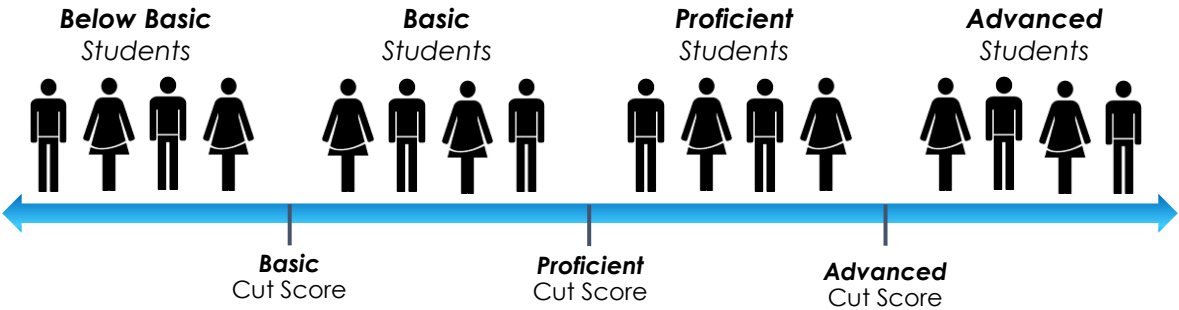 Below Basic
Students
Basic
Students
Proficient
Students
Advanced
Students
Basic
Cut Score
Proficient
Cut Score
Advanced
Cut Score